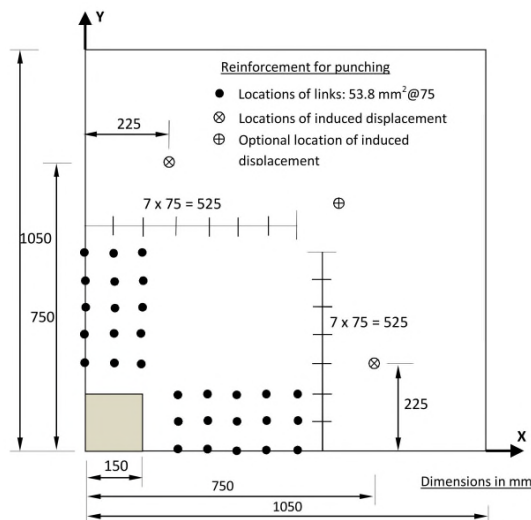 Y
Reinforcement for punching
Locations of links: 53.8 mm²@75
Locations of induced displacement
Optional location of induced
displacement
225
7 x 75 = 525
1050
750
7 x 75 = 525
225
X
150
Dimensions in mm
750
1050